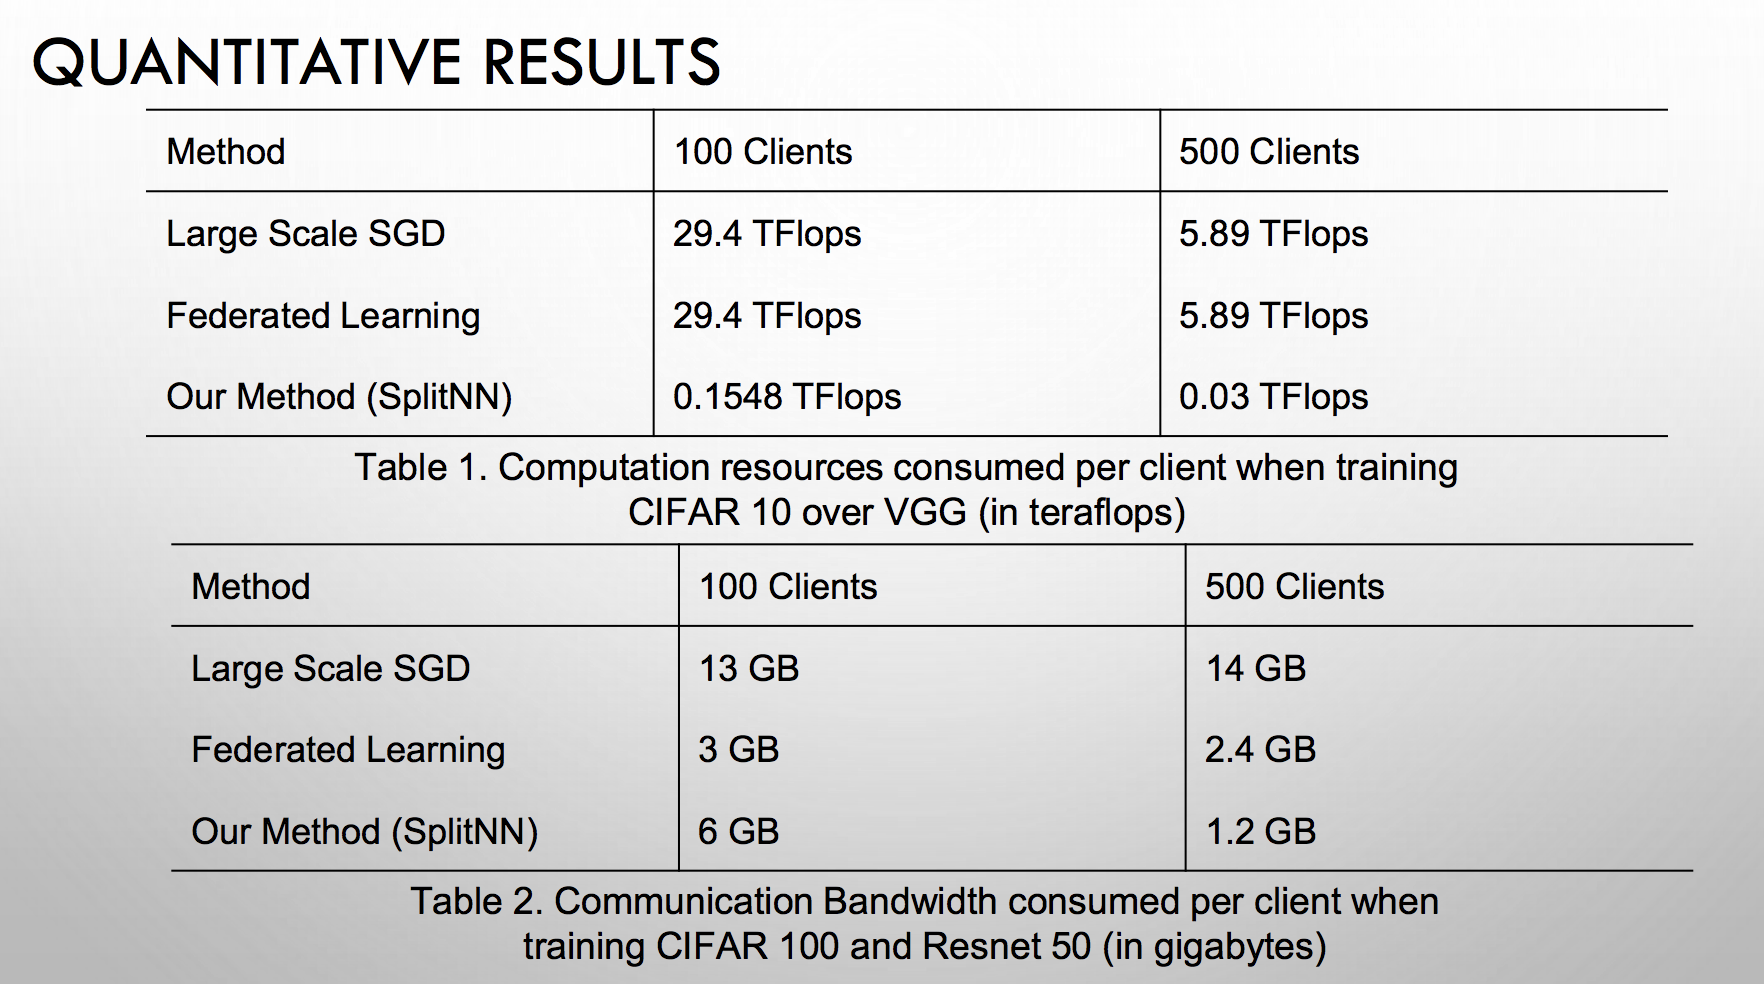 QUANTITATIVE RESULTS
Method 100 Clients 500 Clients
Large Scale SGD 29.4 TFlops 5.89 TFlops
Federated Learning 29.4 TFlops 5.89 TFlops
Our Method (SplitNN) 0.1548 TFlops 0.03 TFlops
Table 1. Computation resources consumed per client when training
CIFAR 10 over VGG (in teraflops)
Method 100 Clients 500 Clients
Large Scale SGD 13 GB 14 GB
Federated Learning 3 GB 2.4 GB
Our Method (SplitNN) 6 GB 1.2 GB
Table 2. Communication Bandwidth consumed per client when
training CIFAR 100 and Resnet 50 (in gigabytes)